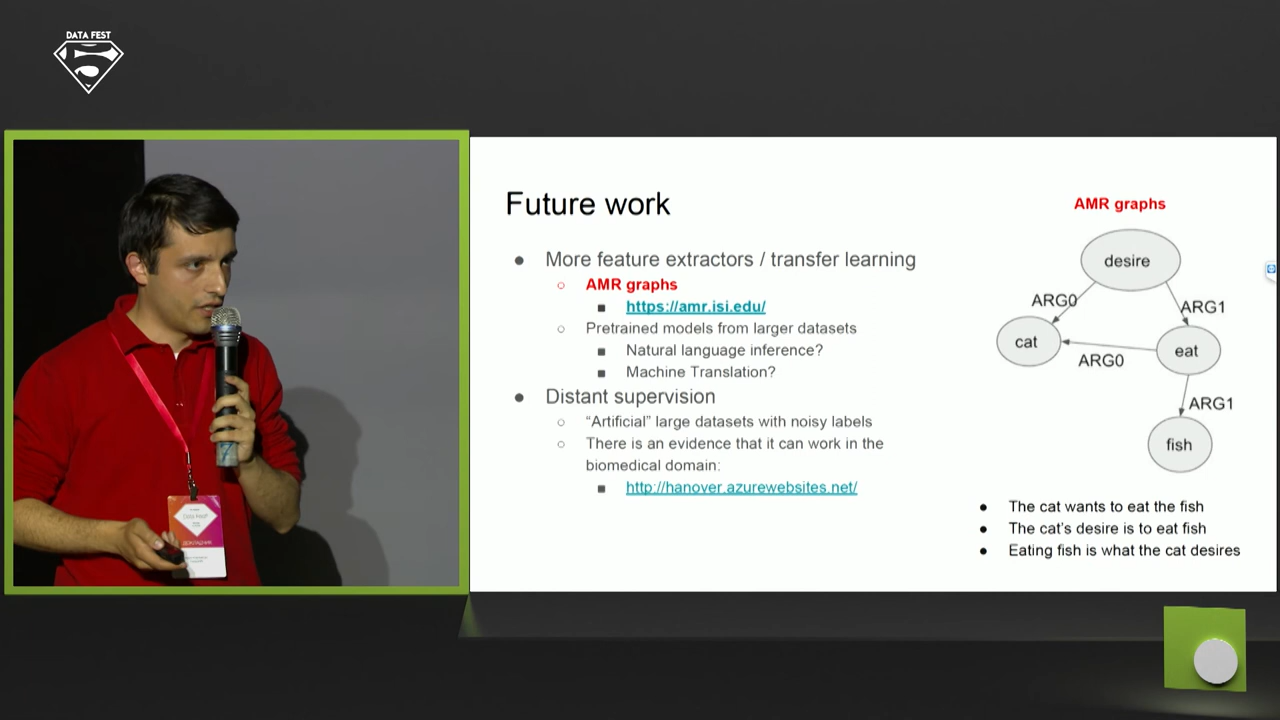 DATA FEST
Future work
More feature extractors / transfer learning
AMR graphs
https://amr.isi.edu/
Pretrained models from larger datasets
Natural language inference?
Machine Translation?
Distant supervision
“Artificial” large datasets with noisy labels
There is an evidence that it can work in the
biomedical domain:
http://hanover.azurewebsites.net/
AMR graphs
desire
ARG0
ARG1
cat
eat
ARG0
ARG1
fish
The cat wants to eat the fish
The cat’s desire is to eat fish
Eating fish is what the cat desires
Data Fest
ДОКЛАДЧИК